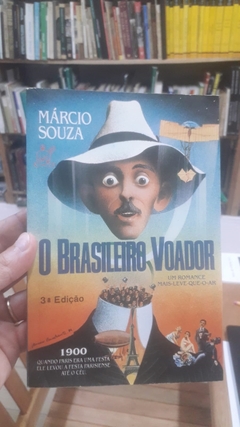 MÁRCIO
SOUZA
O BRASILEIRO VOADOR
UM ROMANCE
MAIS-LEVE-QUE-O-AR
3ª Edição
1900
QUANDO PARIS ERA UMA FESTA
ELE LEVOU A FESTA PARISIENSE
ATÉ O CÉU